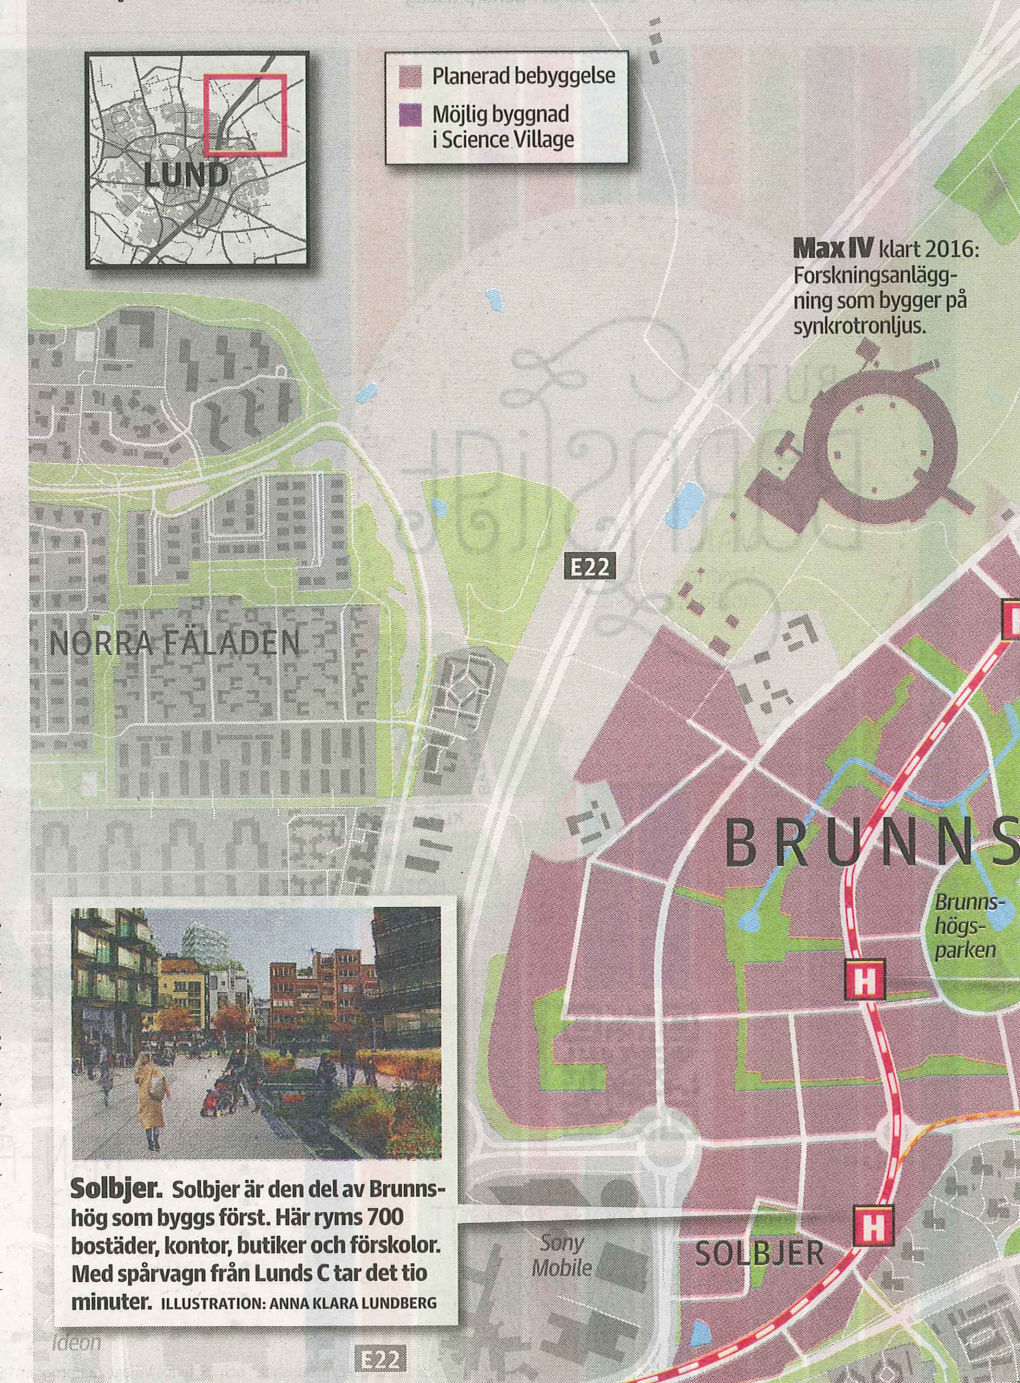 LUND
Planerad bebyggelse
Möjlig byggnad
i Science Village
Max IV klart 2016:
Forskningsanlägg-
ning som bygger på
synkrotronljus.
E22
NORRA FÄLADEN
BRUNNS
Brunns-
högs-
parken
H
H
SOLBJER
Sony
Mobile
Solbjer. Solbjer är den del av Brunns-
hög som byggs först. Här ryms 700
bostäder, kontor, butiker och förskolor.
Med spårvagn från Lunds C tar det tio
minuter. ILLUSTRATION: ANNA KLARA LUNDBERG
Ideon
E22